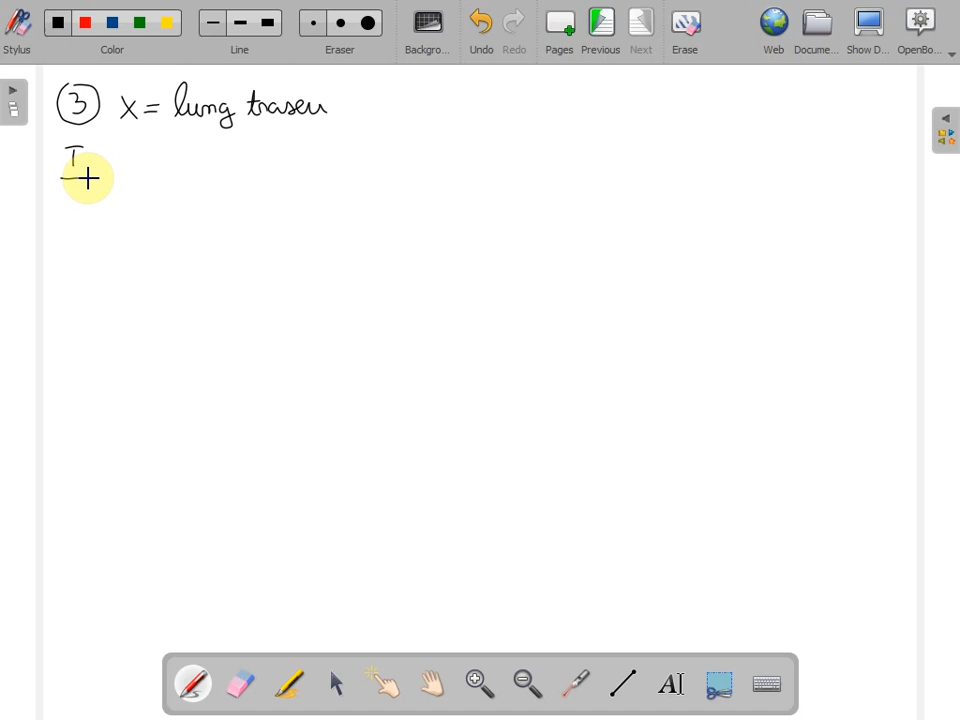 Stylus
Color
Line
Eraser
Backgro...
Undo
Redo
Pages
Previous
Next
Erase
Web
Docume...
Show D...
OpenBo...
③ x = lung traseu
I